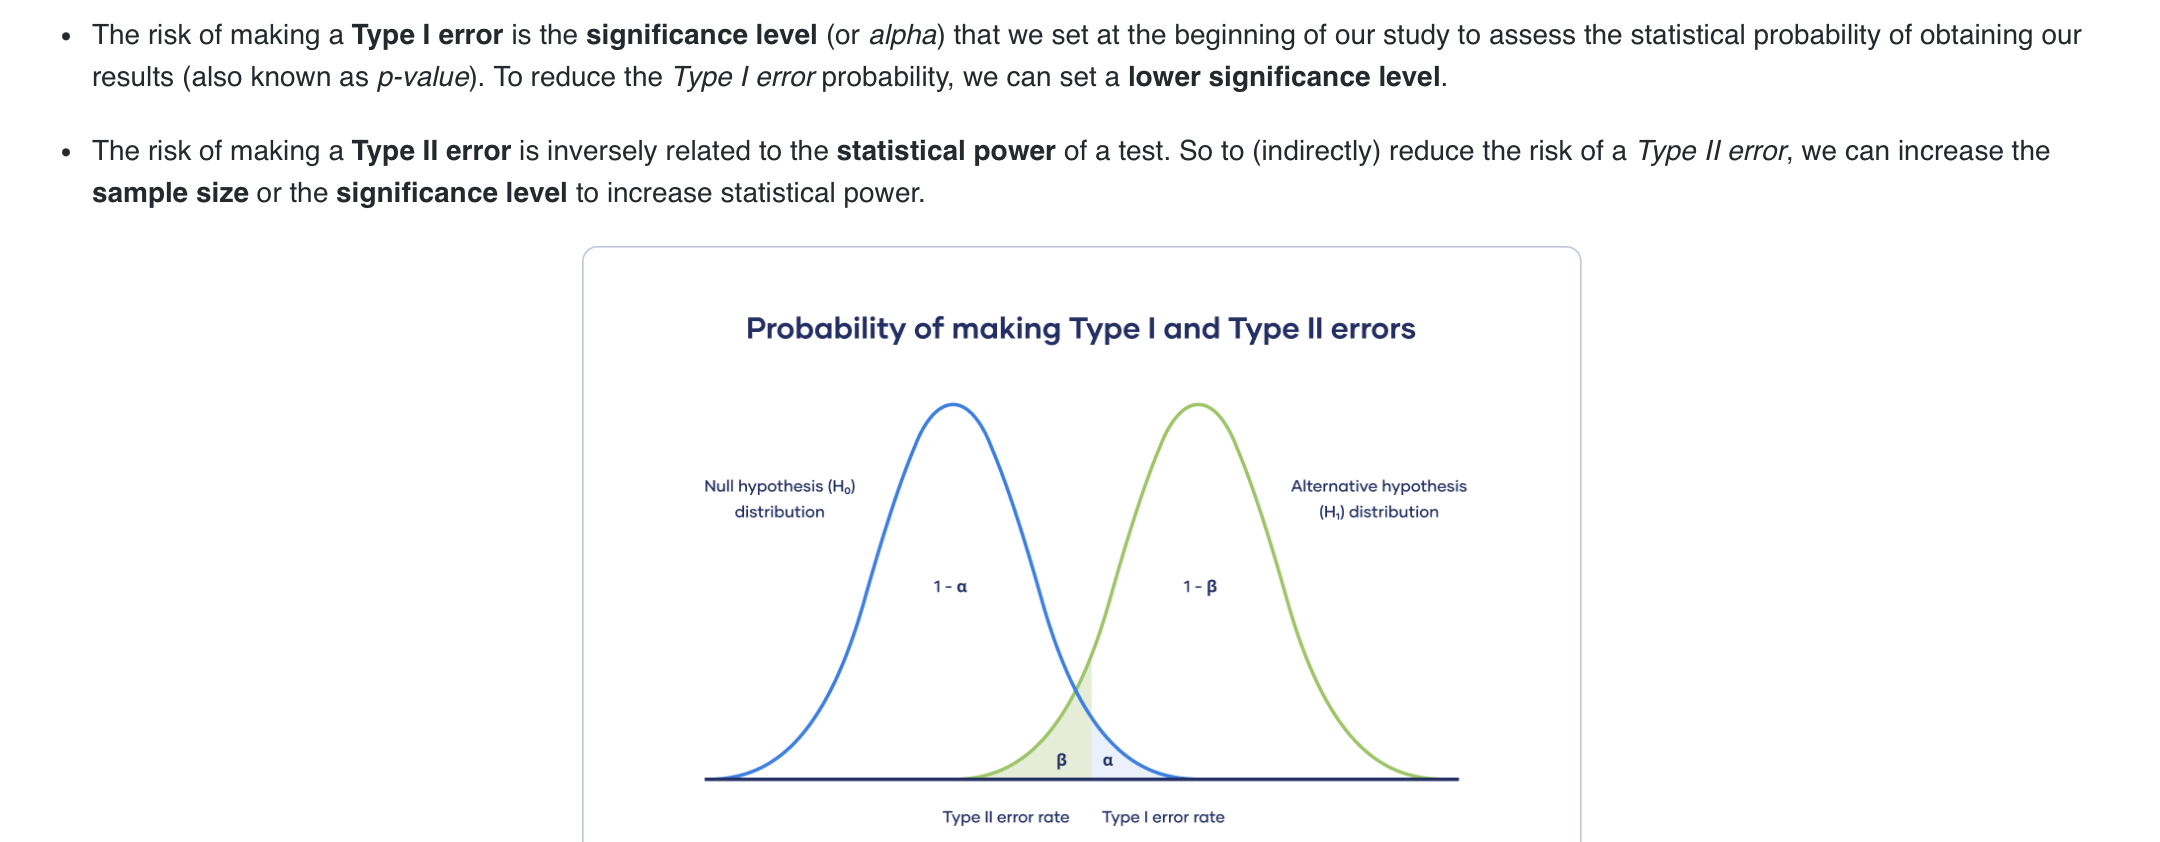 • The risk of making a Type I error is the significance level (or alpha) that we set at the beginning of our study to assess the statistical probability of obtaining our
results (also known as p-value). To reduce the Type I error probability, we can set a lower significance level.
• The risk of making a Type II error is inversely related to the statistical power of a test. So to (indirectly) reduce the risk of a Type II error, we can increase the
sample size or the significance level to increase statistical power.
Probability of making Type I and Type II errors
Null hypothesis (H₀)
distribution
Alternative hypothesis
(H₁) distribution
1 - α
1 - β
β
α
Type II error rate
Type I error rate